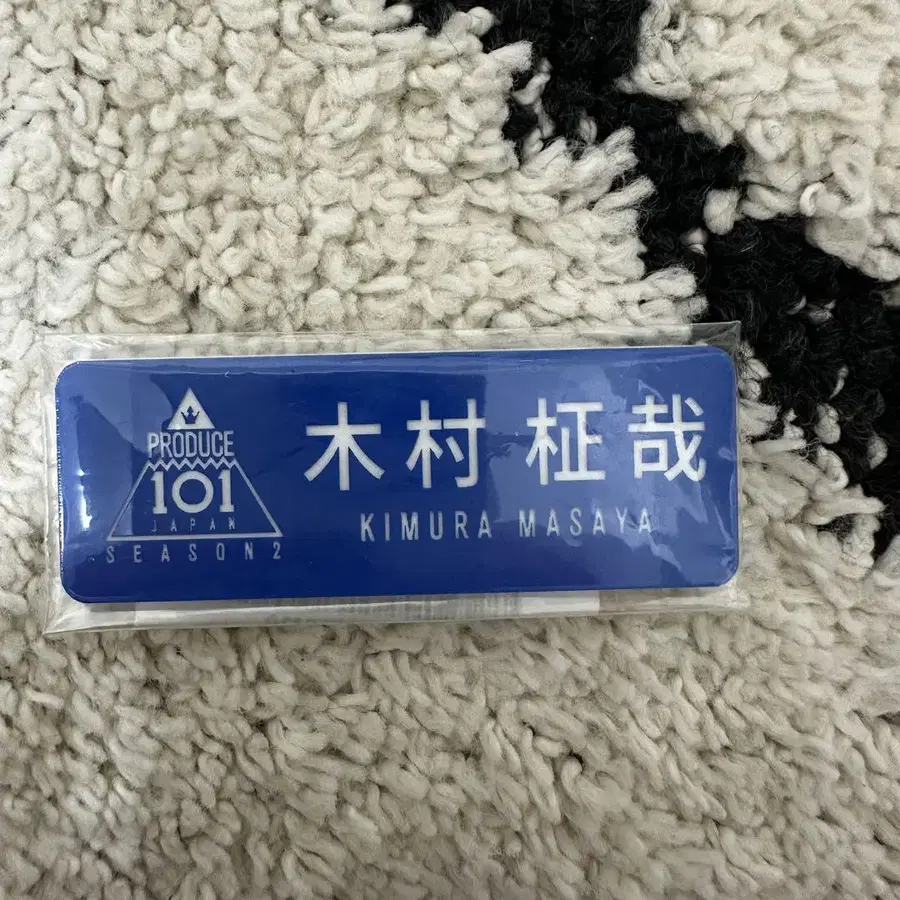 PRODUCE
101
JAPAN
SEASON2
木村 柾哉
KIMURA MASAYA